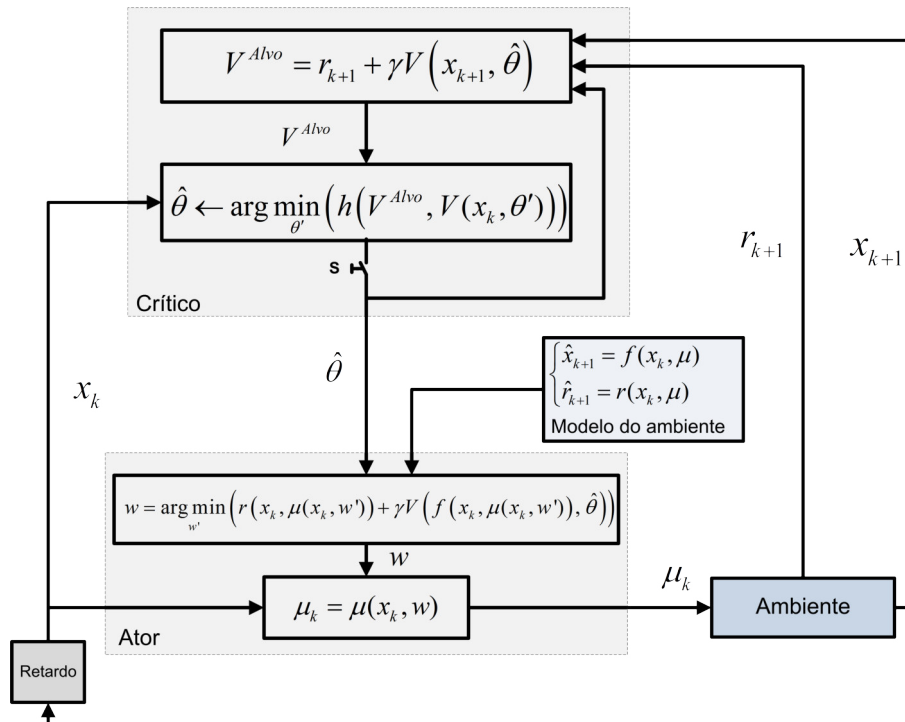 V^{Alvo} = r_{k+1} + γV(x_{k+1}, θ̂)
V^{Alvo}
θ̂ ← arg min_{θ'} (h(V^{Alvo}, V(x_k, θ')))
S
Crítico
r_{k+1}
x_{k+1}
x_k
θ̂
{ x̂_{k+1} = f(x_k, μ)
r̂_{k+1} = r(x_k, μ)
Modelo do ambiente
w = arg min_{w'} (r(x_k, μ(x_k, w')) + γV(f(x_k, μ(x_k, w')), θ̂))
w
μ_k = μ(x_k, w)
Ator
μ_k
Ambiente
Retardo